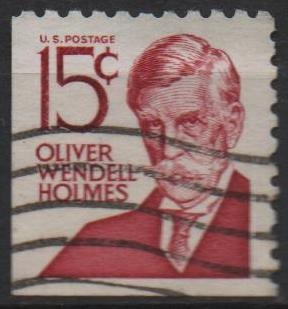 U.S. POSTAGE
15¢
OLIVER
WENDELL
HOLMES